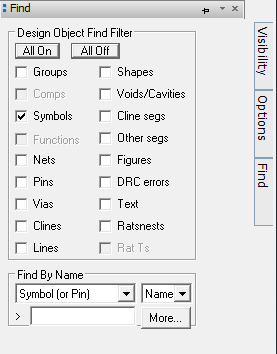 Find
Design Object Find Filter
All On All Off
Groups Shapes
Comps Voids/Cavities
Symbols Cline segs
Functions Other segs
Nets Figures
Pins DRC errors
Vias Text
Clines Ratsnests
Lines Rat Ts
Find By Name
Symbol (or Pin) Name
> More...
Visibility
Options
Find